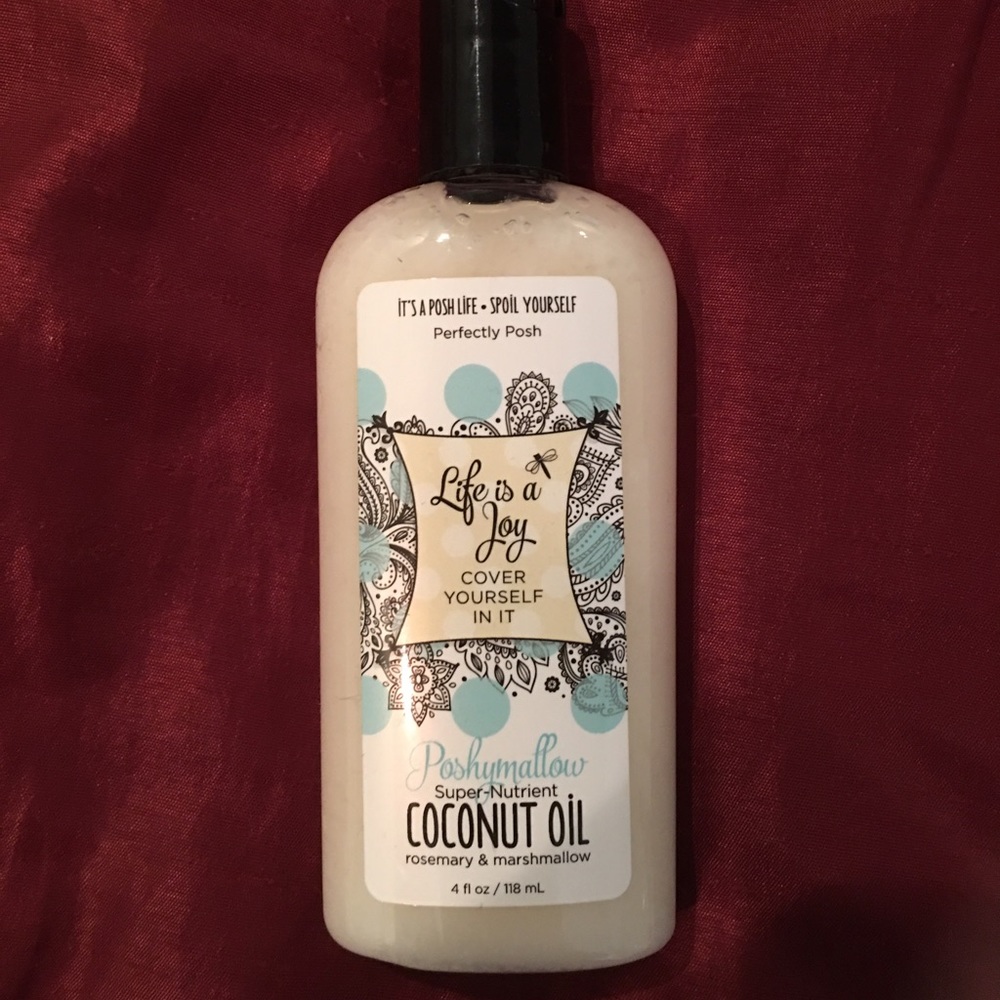 IT'S A POSH LIFE • SPOIL YOURSELF
Perfectly Posh
Life is a
Joy
COVER
YOURSELF
IN IT
Poshymallow
Super-Nutrient
COCONUT OIL
rosemary & marshmallow
4 fl oz / 118 mL